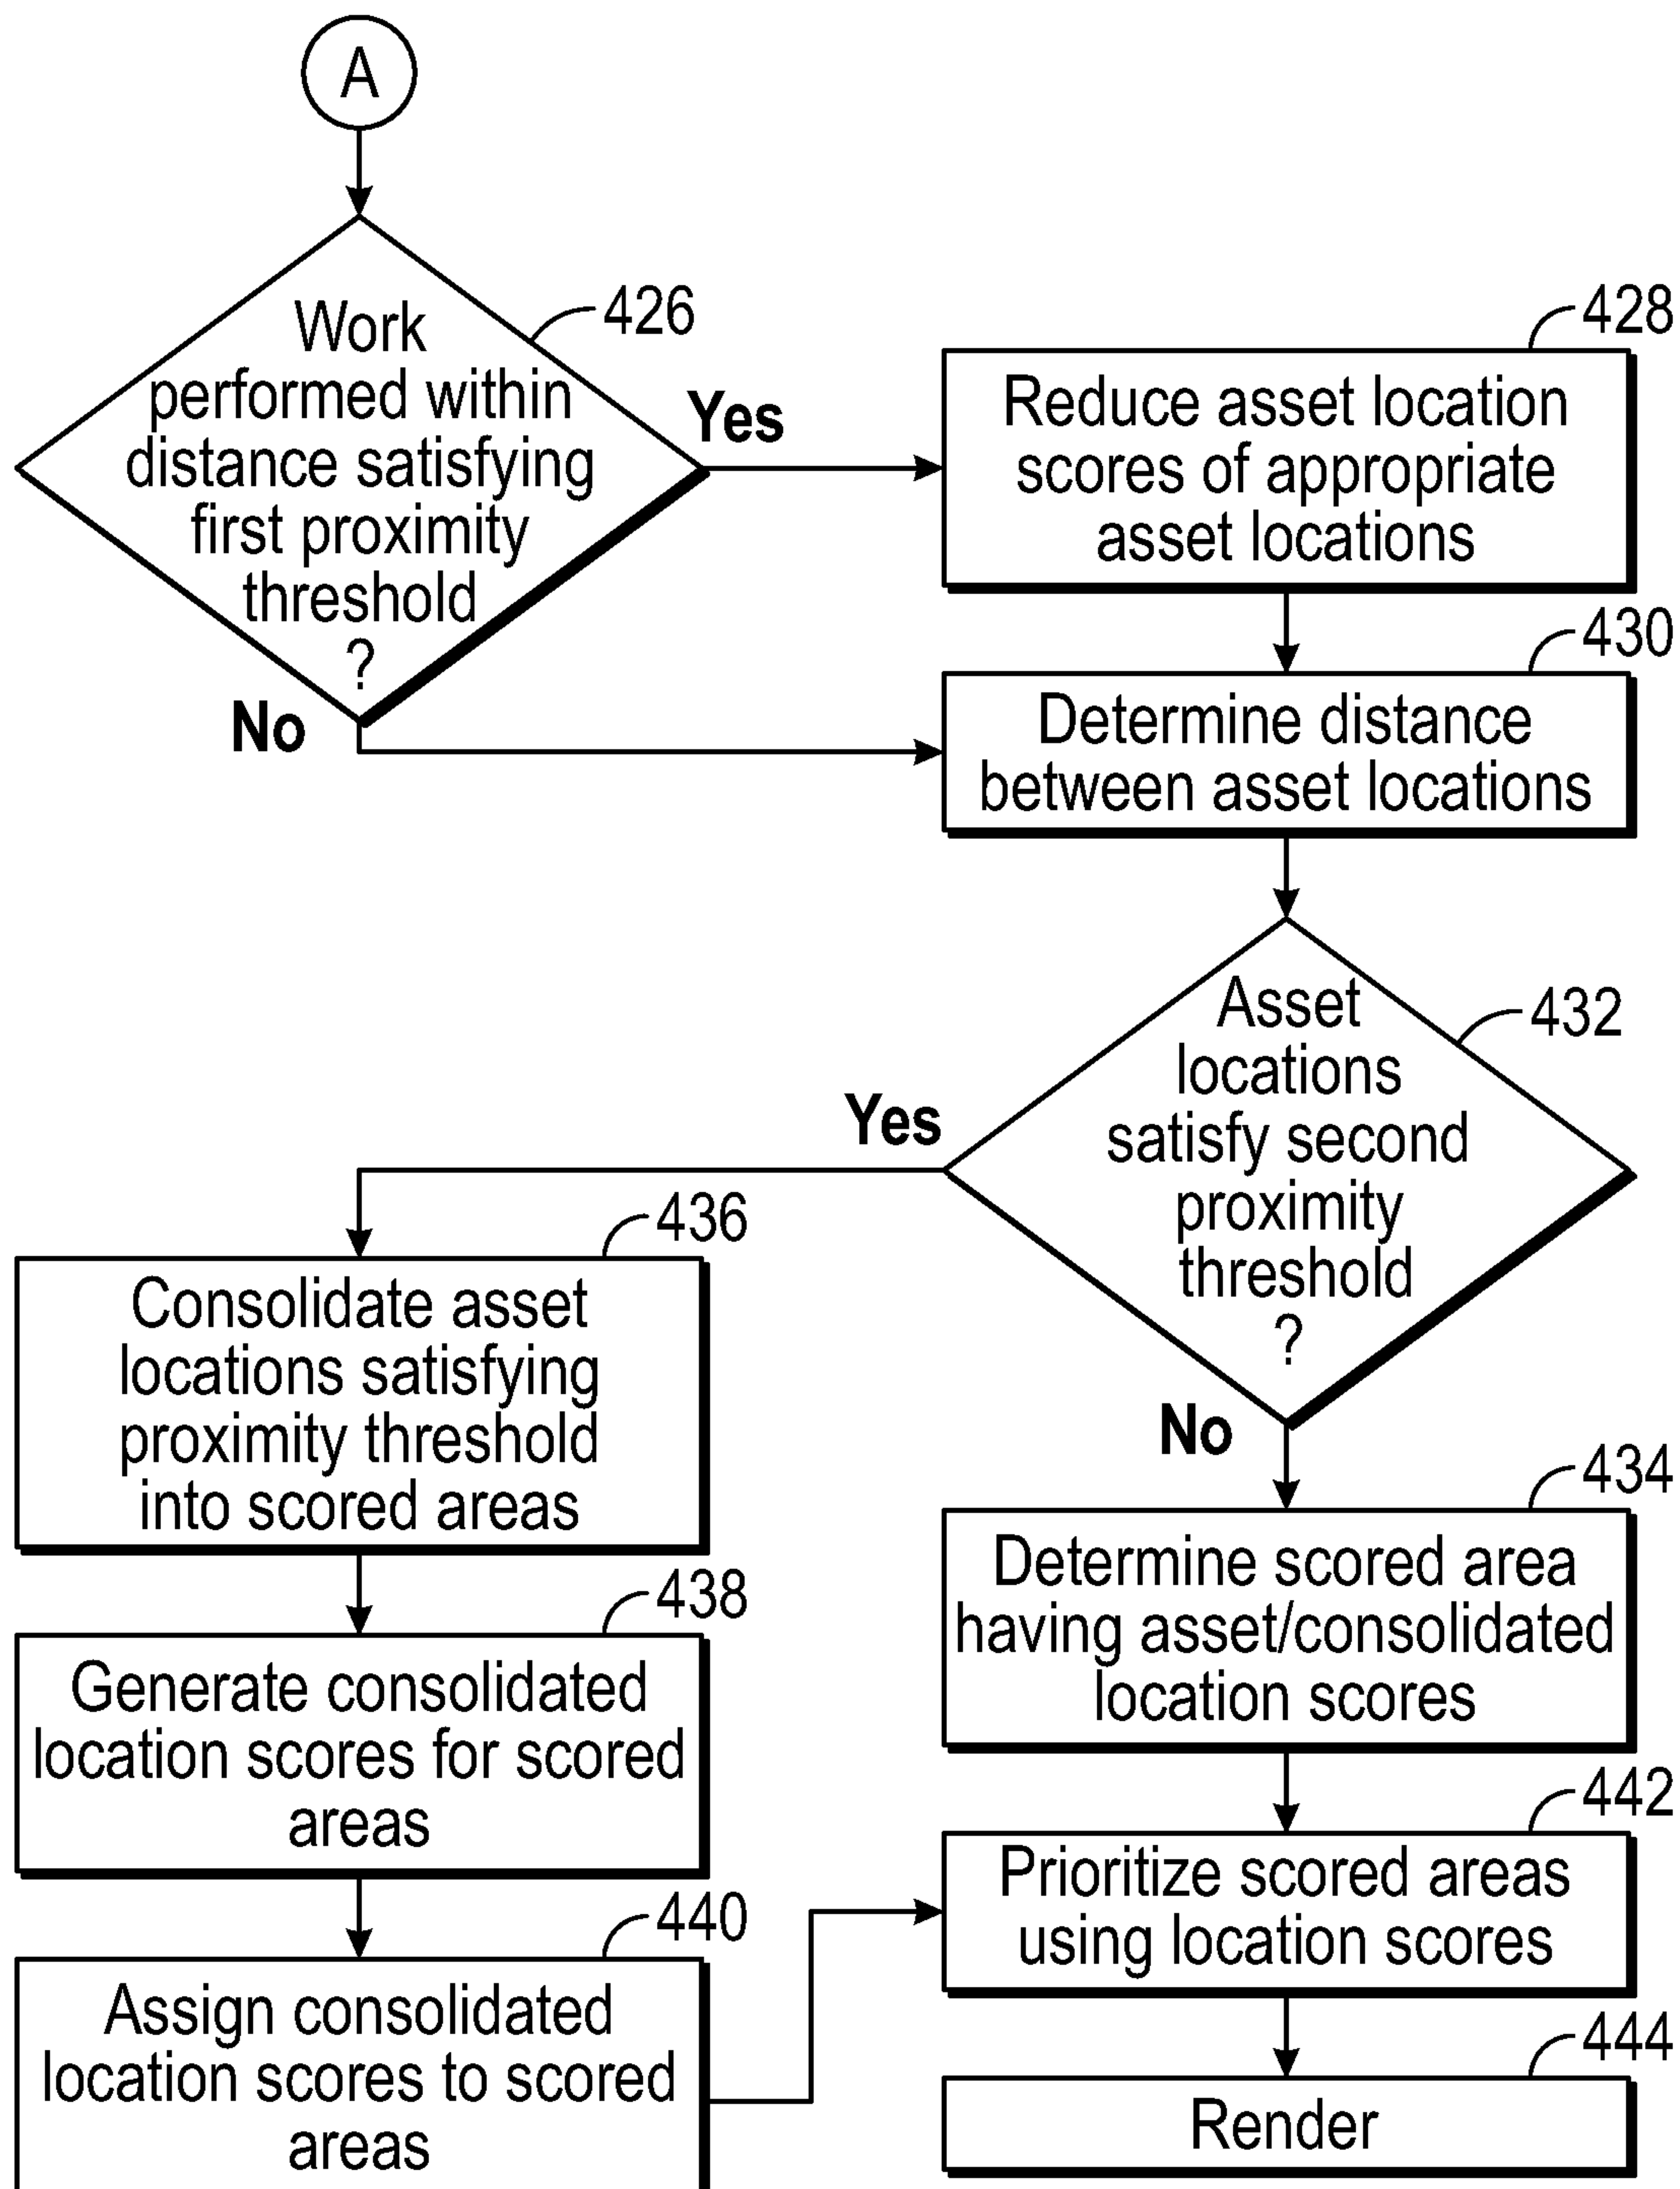 A
Work
performed within
distance satisfying
first proximity
threshold
?
426
Yes
No
428
Reduce asset location
scores of appropriate
asset locations
430
Determine distance
between asset locations
432
Asset
locations
satisfy second
proximity
threshold
?
Yes
No
436
Consolidate asset
locations satisfying
proximity threshold
into scored areas
438
Generate consolidated
location scores for scored
areas
440
Assign consolidated
location scores to scored
areas
434
Determine scored area
having asset/consolidated
location scores
442
Prioritize scored areas
using location scores
444
Render